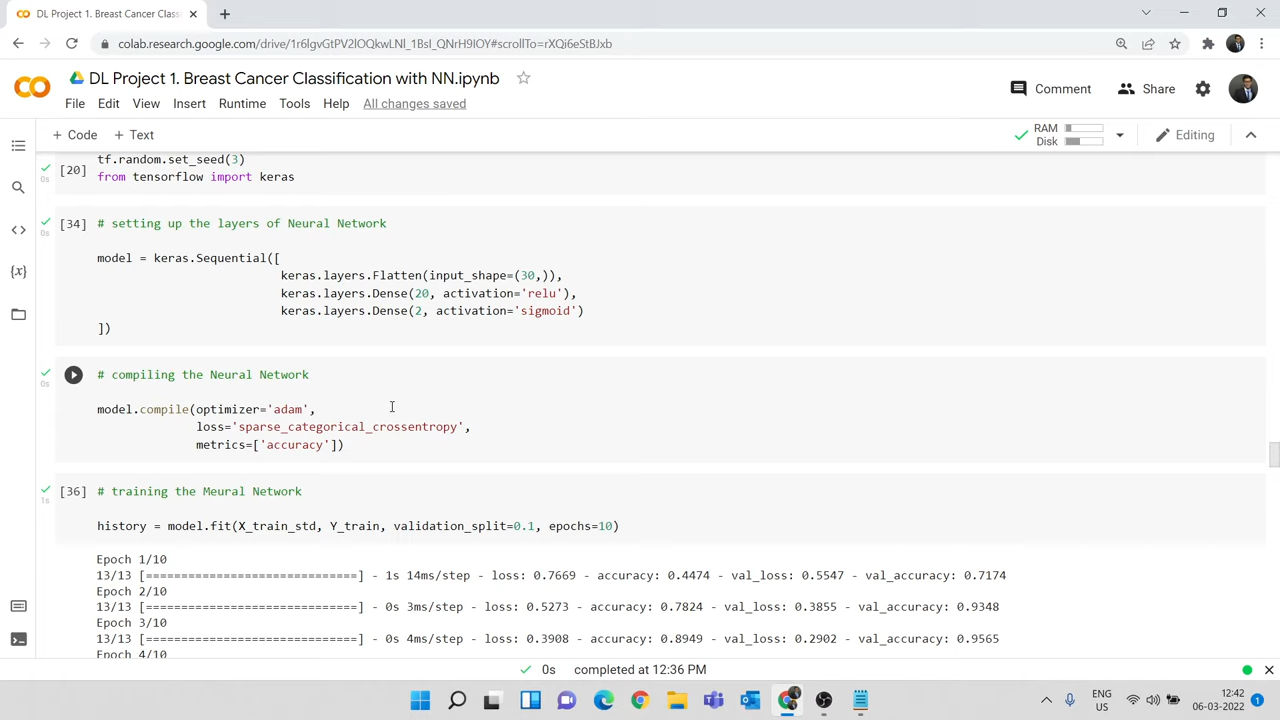 DL Project 1. Breast Cancer Class
colab.research.google.com/drive/1r6lgvGtPV2lOQkwLNl_1BsI_QNrH9IOY#scrollTo=rXQi6eStBJxb
DL Project 1. Breast Cancer Classification with NN.ipynb
File Edit View Insert Runtime Tools Help All changes saved
Comment Share
+ Code + Text
RAM
Disk
Editing
tf.random.set_seed(3)
[20]
0s
from tensorflow import keras
[34] # setting up the layers of Neural Network
0s
model = keras.Sequential([
keras.layers.Flatten(input_shape=(30,)),
keras.layers.Dense(20, activation='relu'),
keras.layers.Dense(2, activation='sigmoid')
])
# compiling the Neural Network
0s
model.compile(optimizer='adam',
loss='sparse_categorical_crossentropy',
metrics=['accuracy'])
[36] # training the Meural Network
1s
history = model.fit(X_train_std, Y_train, validation_split=0.1, epochs=10)
Epoch 1/10
13/13 [==============================] - 1s 14ms/step - loss: 0.7669 - accuracy: 0.4474 - val_loss: 0.5547 - val_accuracy: 0.7174
Epoch 2/10
13/13 [==============================] - 0s 3ms/step - loss: 0.5273 - accuracy: 0.7824 - val_loss: 0.3855 - val_accuracy: 0.9348
Epoch 3/10
13/13 [==============================] - 0s 4ms/step - loss: 0.3908 - accuracy: 0.8949 - val_loss: 0.2902 - val_accuracy: 0.9565
Epoch 4/10
0s completed at 12:36 PM
ENG
US
12:42
06-03-2022
1